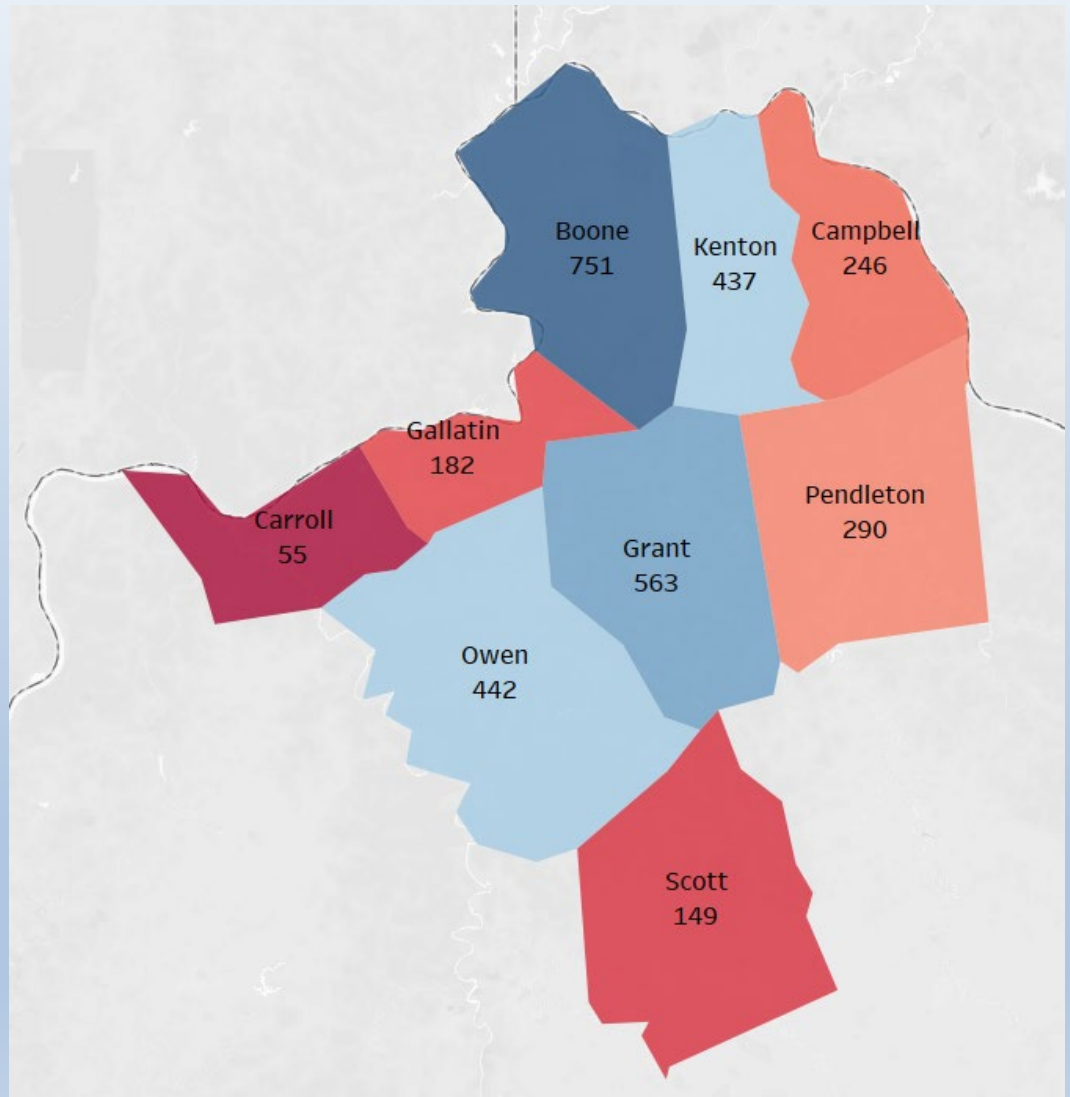 Boone
751
Kenton
437
Campbell
246
Gallatin
182
Carroll
55
Grant
563
Pendleton
290
Owen
442
Scott
149